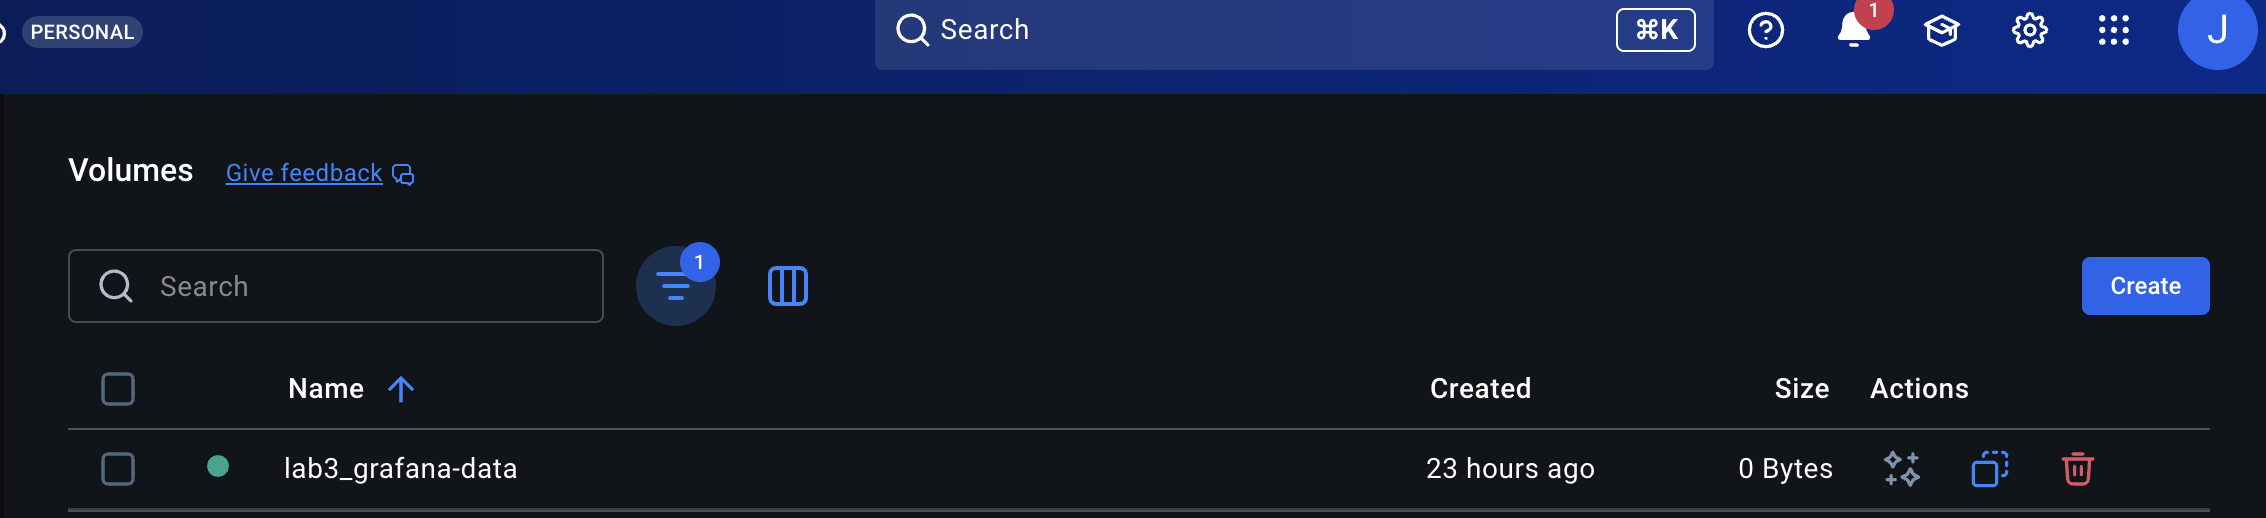 PERSONAL
Search
⌘K
1
J
Volumes Give feedback
Search
1
Create
Name Created Size Actions
lab3_grafana-data 23 hours ago 0 Bytes